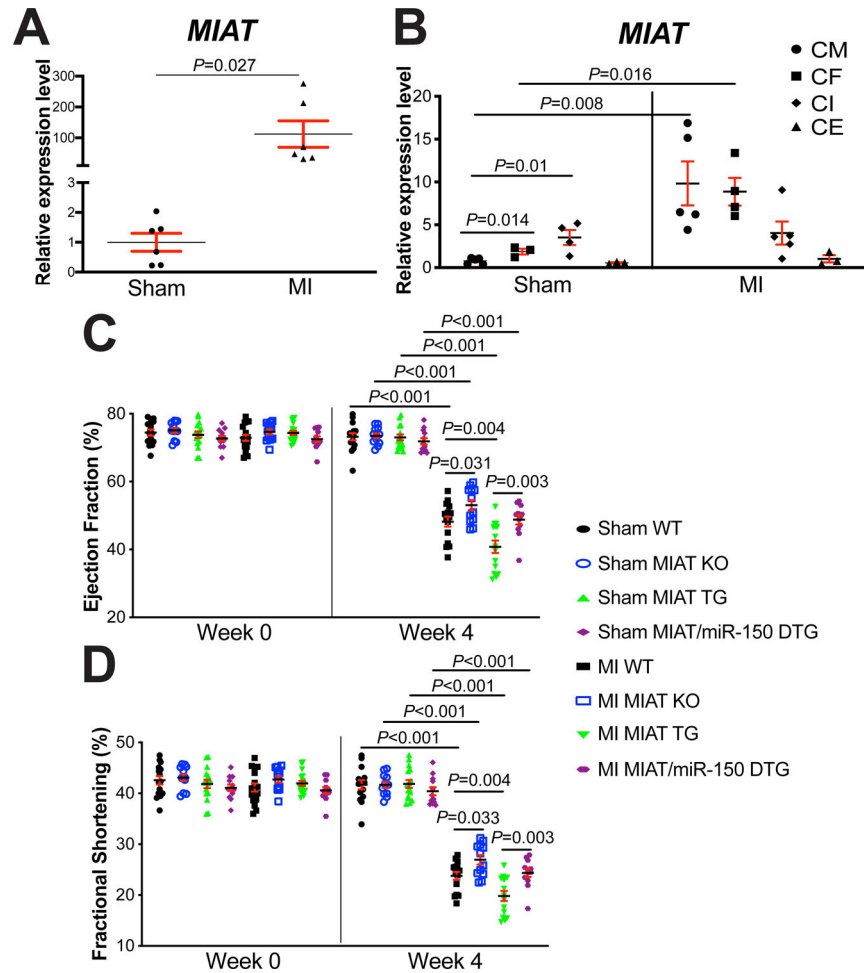 A
MIAT
P=0.027
Relative expression level
300
200
100
3
2
1
0
Sham
MI
B
MIAT
CM
CF
CI
CE
P=0.016
P=0.008
P=0.01
P=0.014
Relative expression level
20
15
10
5
0
Sham
MI
C
P<0.001
P<0.001
P<0.001
P<0.001
P=0.004
P=0.031
P=0.003
Ejection Fraction (%)
80
60
40
20
Week 0
Week 4
Sham WT
Sham MIAT KO
Sham MIAT TG
Sham MIAT/miR-150 DTG
MI WT
MI MIAT KO
MI MIAT TG
MI MIAT/miR-150 DTG
D
P<0.001
P<0.001
P<0.001
P<0.001
P=0.004
P=0.033
P=0.003
Fractional Shortening (%)
50
40
30
20
10
Week 0
Week 4